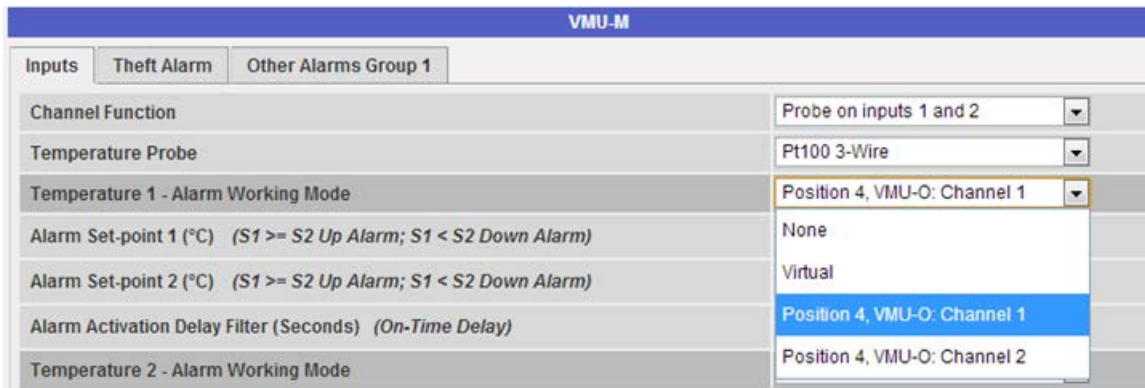 VMU-M
Inputs Theft Alarm Other Alarms Group 1
Channel Function Probe on inputs 1 and 2
Temperature Probe Pt100 3-Wire
Temperature 1 - Alarm Working Mode Position 4, VMU-O: Channel 1
Alarm Set-point 1 (°C) (S1 >= S2 Up Alarm; S1 < S2 Down Alarm) None
Alarm Set-point 2 (°C) (S1 >= S2 Up Alarm; S1 < S2 Down Alarm) Virtual
Alarm Activation Delay Filter (Seconds) (On-Time Delay) Position 4, VMU-O: Channel 1
Temperature 2 - Alarm Working Mode Position 4, VMU-O: Channel 2